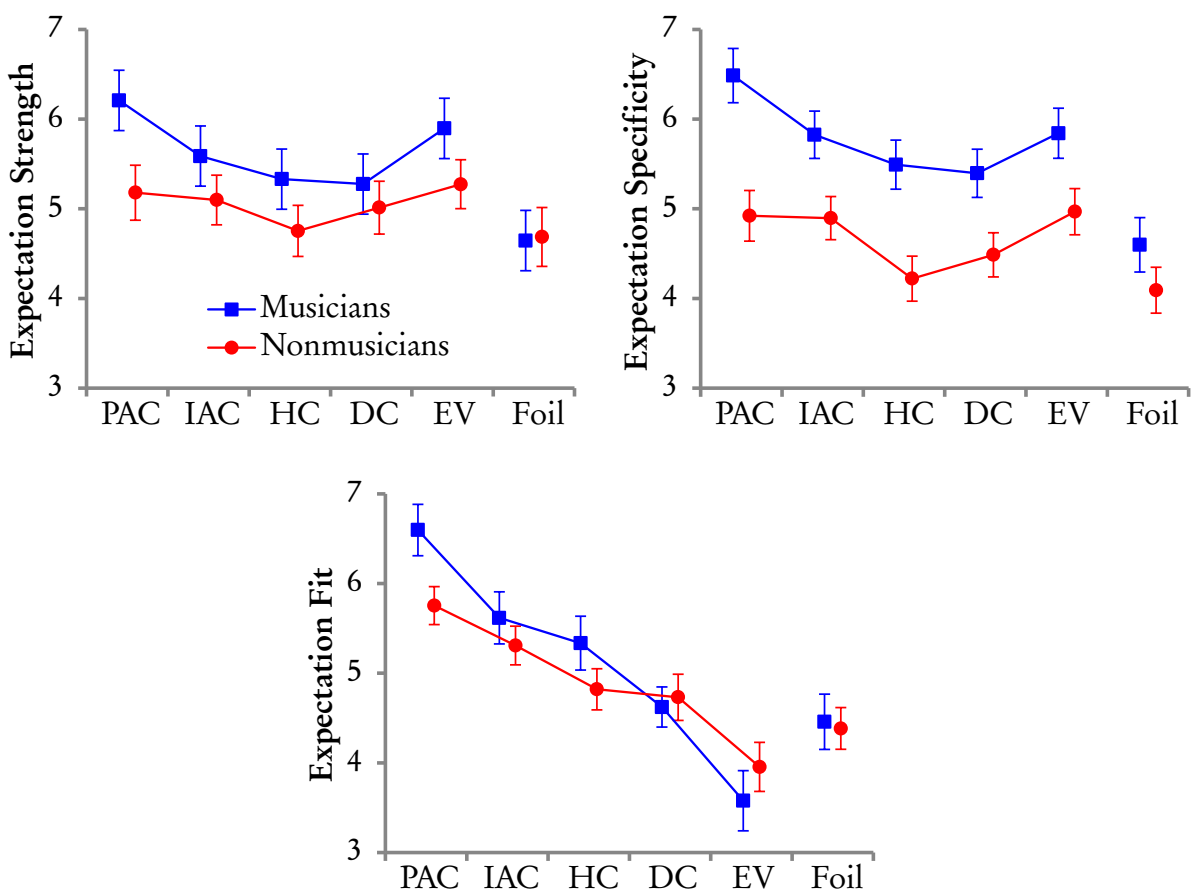 Expectation Strength
7
6
5
4
3
Musicians
Nonmusicians
PAC IAC HC DC EV Foil
Expectation Specificity
7
6
5
4
3
PAC IAC HC DC EV Foil
Expectation Fit
7
6
5
4
3
PAC IAC HC DC EV Foil